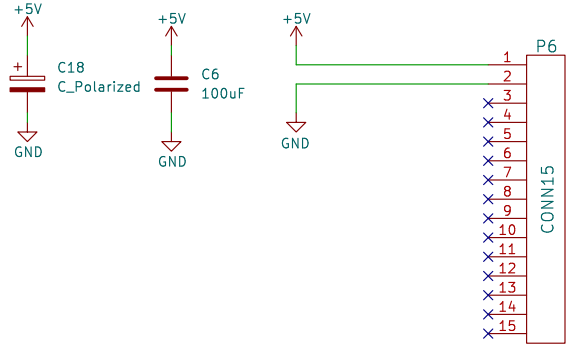 +5V
+
C18
C_Polarized
GND
+5V
C6
100uF
GND
+5V
GND
P6
1
2
3
4
5
6
7
8
9
10
11
12
13
14
15
CONN15